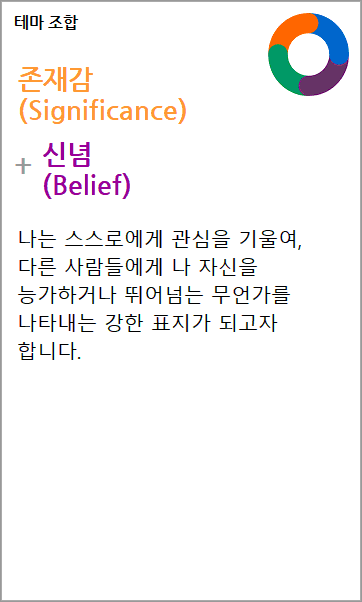 테마 조합
존재감
(Significance)
+ 신념
(Belief)
나는 스스로에게 관심을 기울여,
다른 사람들에게 나 자신을
능가하거나 뛰어넘는 무언가를
나타내는 강한 표지가 되고자
합니다.